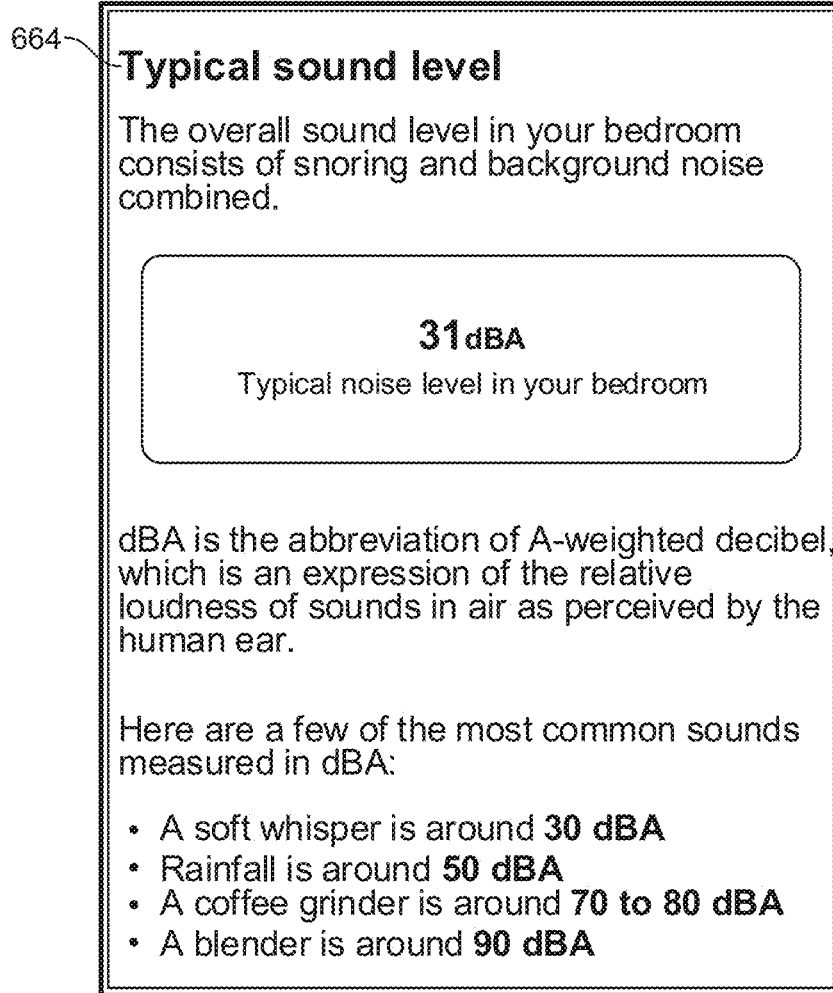 664
Typical sound level
The overall sound level in your bedroom
consists of snoring and background noise
combined.
31dBA
Typical noise level in your bedroom
dBA is the abbreviation of A-weighted decibel,
which is an expression of the relative
loudness of sounds in air as perceived by the
human ear.
Here are a few of the most common sounds
measured in dBA:
• A soft whisper is around 30 dBA
• Rainfall is around 50 dBA
• A coffee grinder is around 70 to 80 dBA
• A blender is around 90 dBA